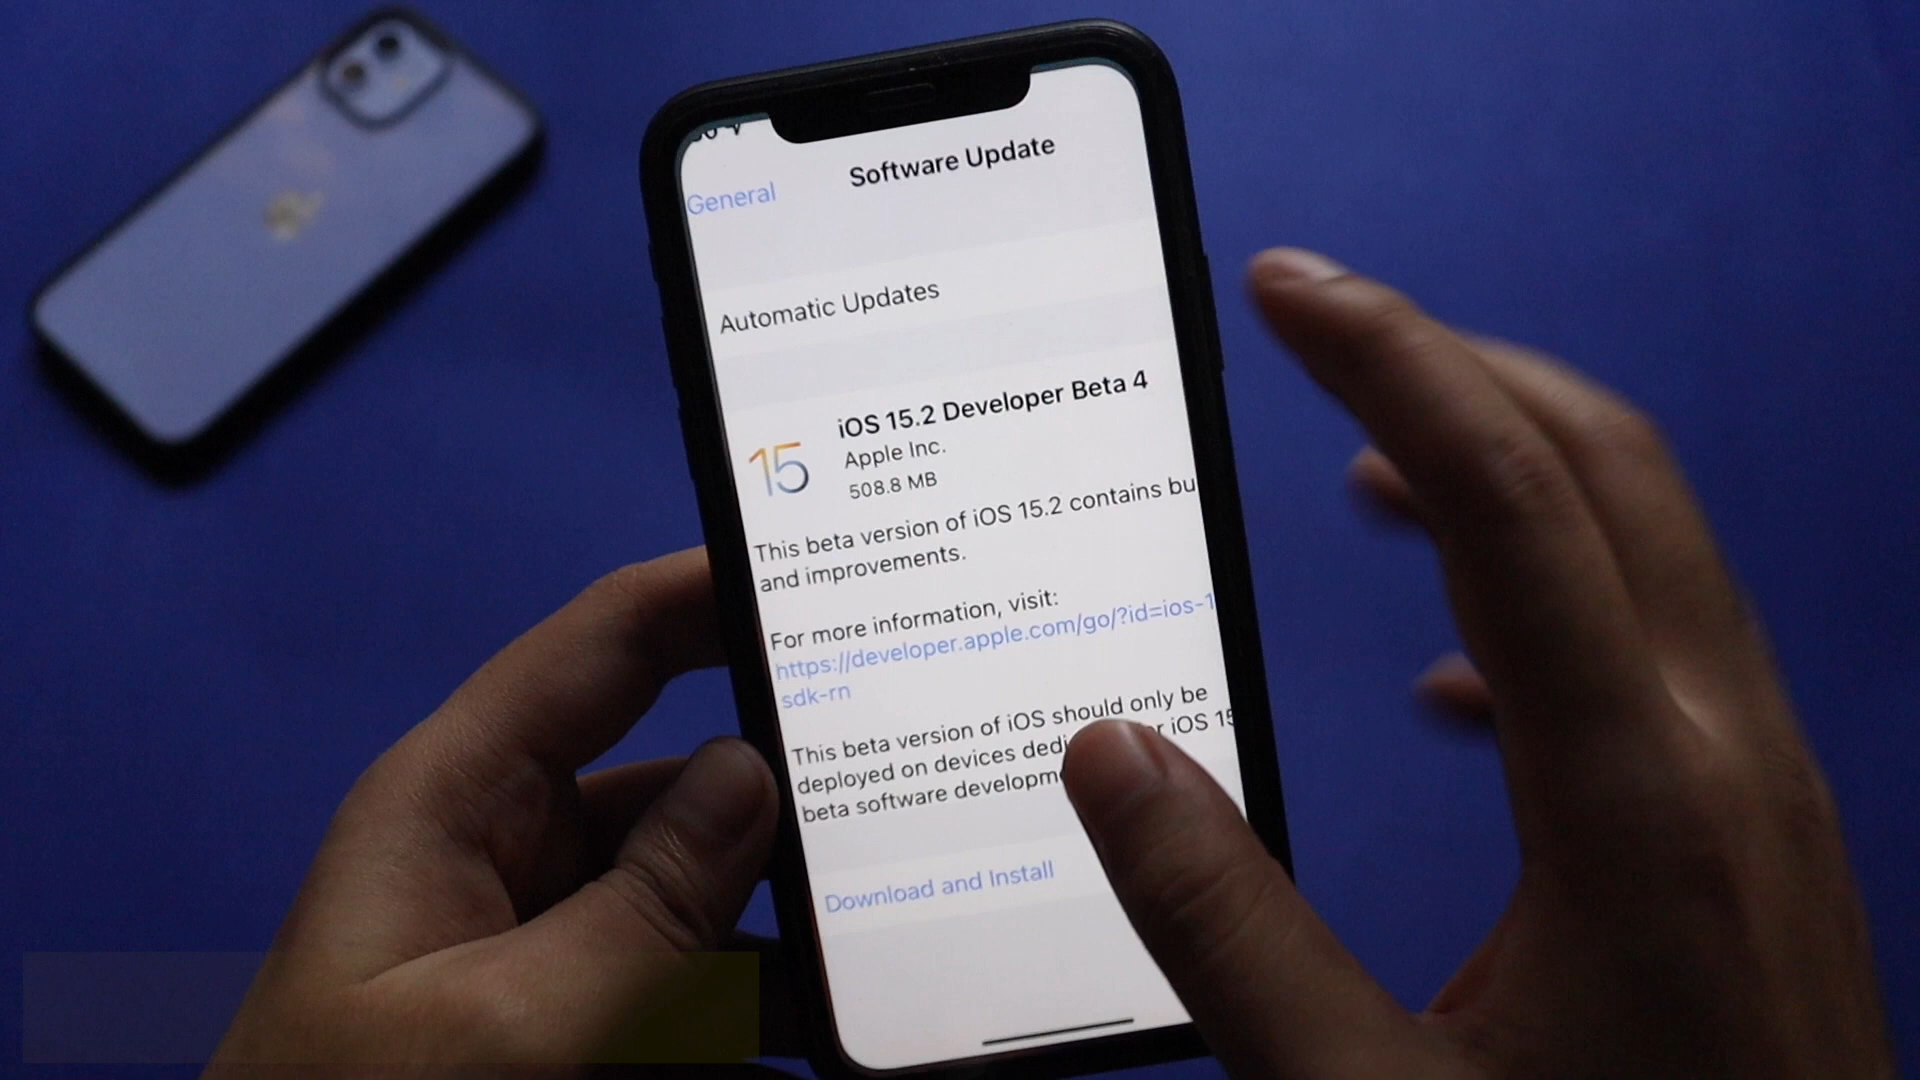 Software Update
General
Automatic Updates
15
iOS 15.2 Developer Beta 4
Apple Inc.
508.8 MB
This beta version of iOS 15.2 contains bu
and improvements.
For more information, visit:
https://developer.apple.com/go/?id=ios-1
sdk-rn
This beta version of iOS should only be
deployed on devices dedi r iOS 15
beta software developm
Download and Install